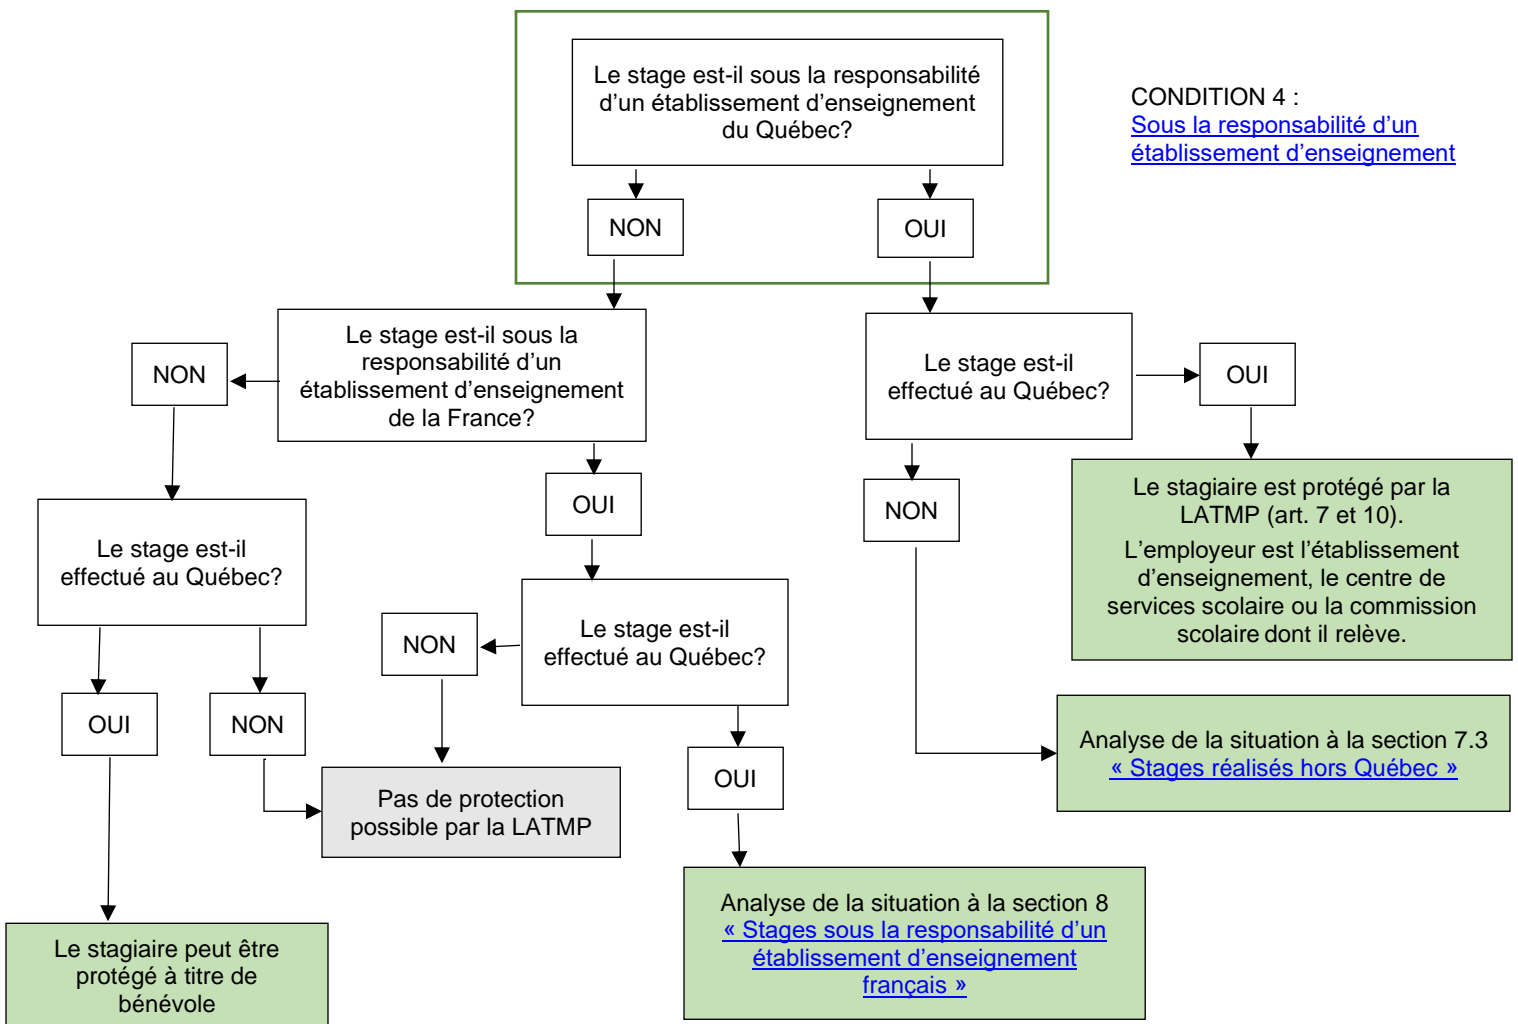 Le stage est-il sous la responsabilité
d’un établissement d’enseignement
du Québec?
CONDITION 4 :
Sous la responsabilité d’un
établissement d’enseignement
NON
OUI
Le stage est-il sous la
responsabilité d’un
établissement d’enseignement
de la France?
NON
Le stage est-il
effectué au Québec?
OUI
OUI
NON
Le stagiaire est protégé par la
LATMP (art. 7 et 10).
L’employeur est l’établissement
d’enseignement, le centre de
services scolaire ou la commission
scolaire dont il relève.
Le stage est-il
effectué au Québec?
NON
Le stage est-il
effectué au Québec?
OUI
NON
OUI
Analyse de la situation à la section 7.3
« Stages réalisés hors Québec »
Pas de protection
possible par la LATMP
Analyse de la situation à la section 8
« Stages sous la responsabilité d’un
établissement d’enseignement
français »
Le stagiaire peut être
protégé à titre de
bénévole